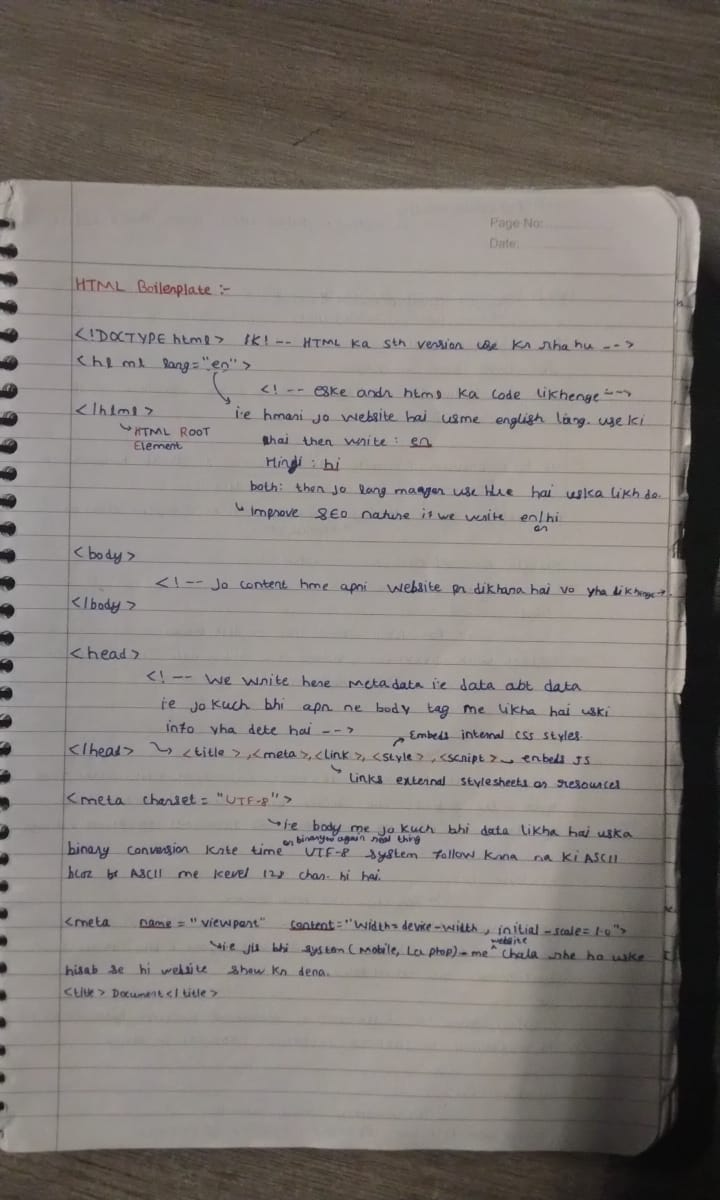 Page No:
Date:
HTML Boilerplate :-
<!DOCTYPE html> <! -- HTML Ka 5th version use kr rha hu -->
<html lang="en">
<! -- eske andr html ka code likhenge -->
</html> i.e hmari jo website hai usme english lang. use ki
HTML ROOT Element
rhai then write : en
Hindi : hi
both: then jo lang major use hue hai uska likh do.
Improve SEO nature if we write en/hi
or
<body>
<! -- Jo content hme apni website pr dikhana hai vo yha likhenge ->
</body>
<head>
<! -- We write here metadata i.e data abt data
i.e jo kuch bhi apn ne body tag me likha hai uski
info yha dete hai -->
Embeds internal css styles
</head> <title>, <meta>, <link>, <style>, <script> embeds JS
Links external stylesheets or resources
<meta charset = "UTF-8">
i.e body me jo kuch bhi data likha hai uska
or binary to again real thing
binary conversion krte time UTF-8 system follow krna na ki ASCII
bcoz ASCII me kevel 128 char. hi hai.
<meta name = "viewport" content="width=device-width, initial-scale=1.0">
website
i.e jis bhi system (Mobile, Laptop) me chala rhe ho uske
hisab se hi website show kr dena.
<title> Document </title>